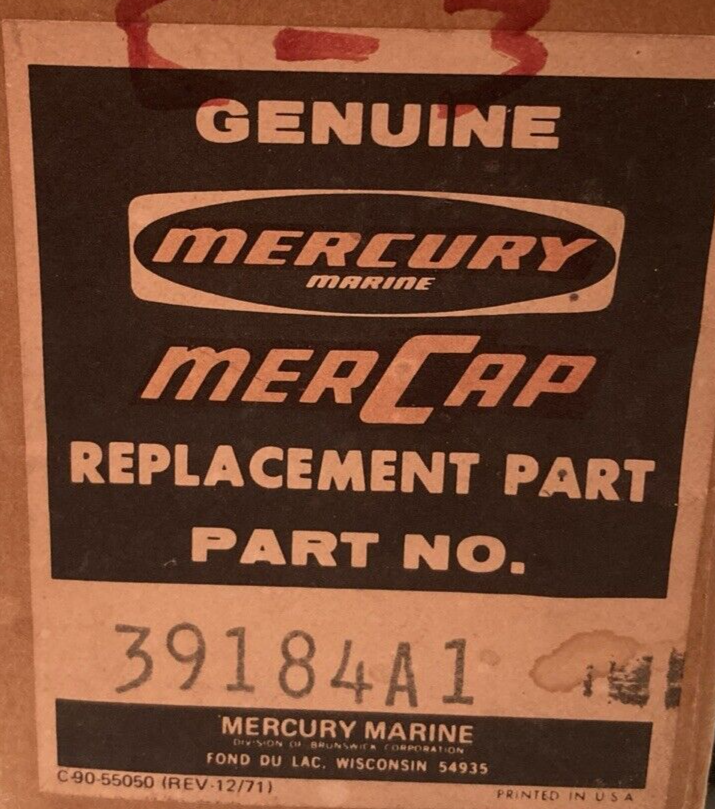 C-3
GENUINE
MERCURY
MARINE
MERCAP
REPLACEMENT PART
PART NO.
39184A1
MERCURY MARINE
DIVISION OF BRUNSWICK CORPORATION
FOND DU LAC, WISCONSIN 54935
C-90-55050 (REV-12/71)
PRINTED IN U S A